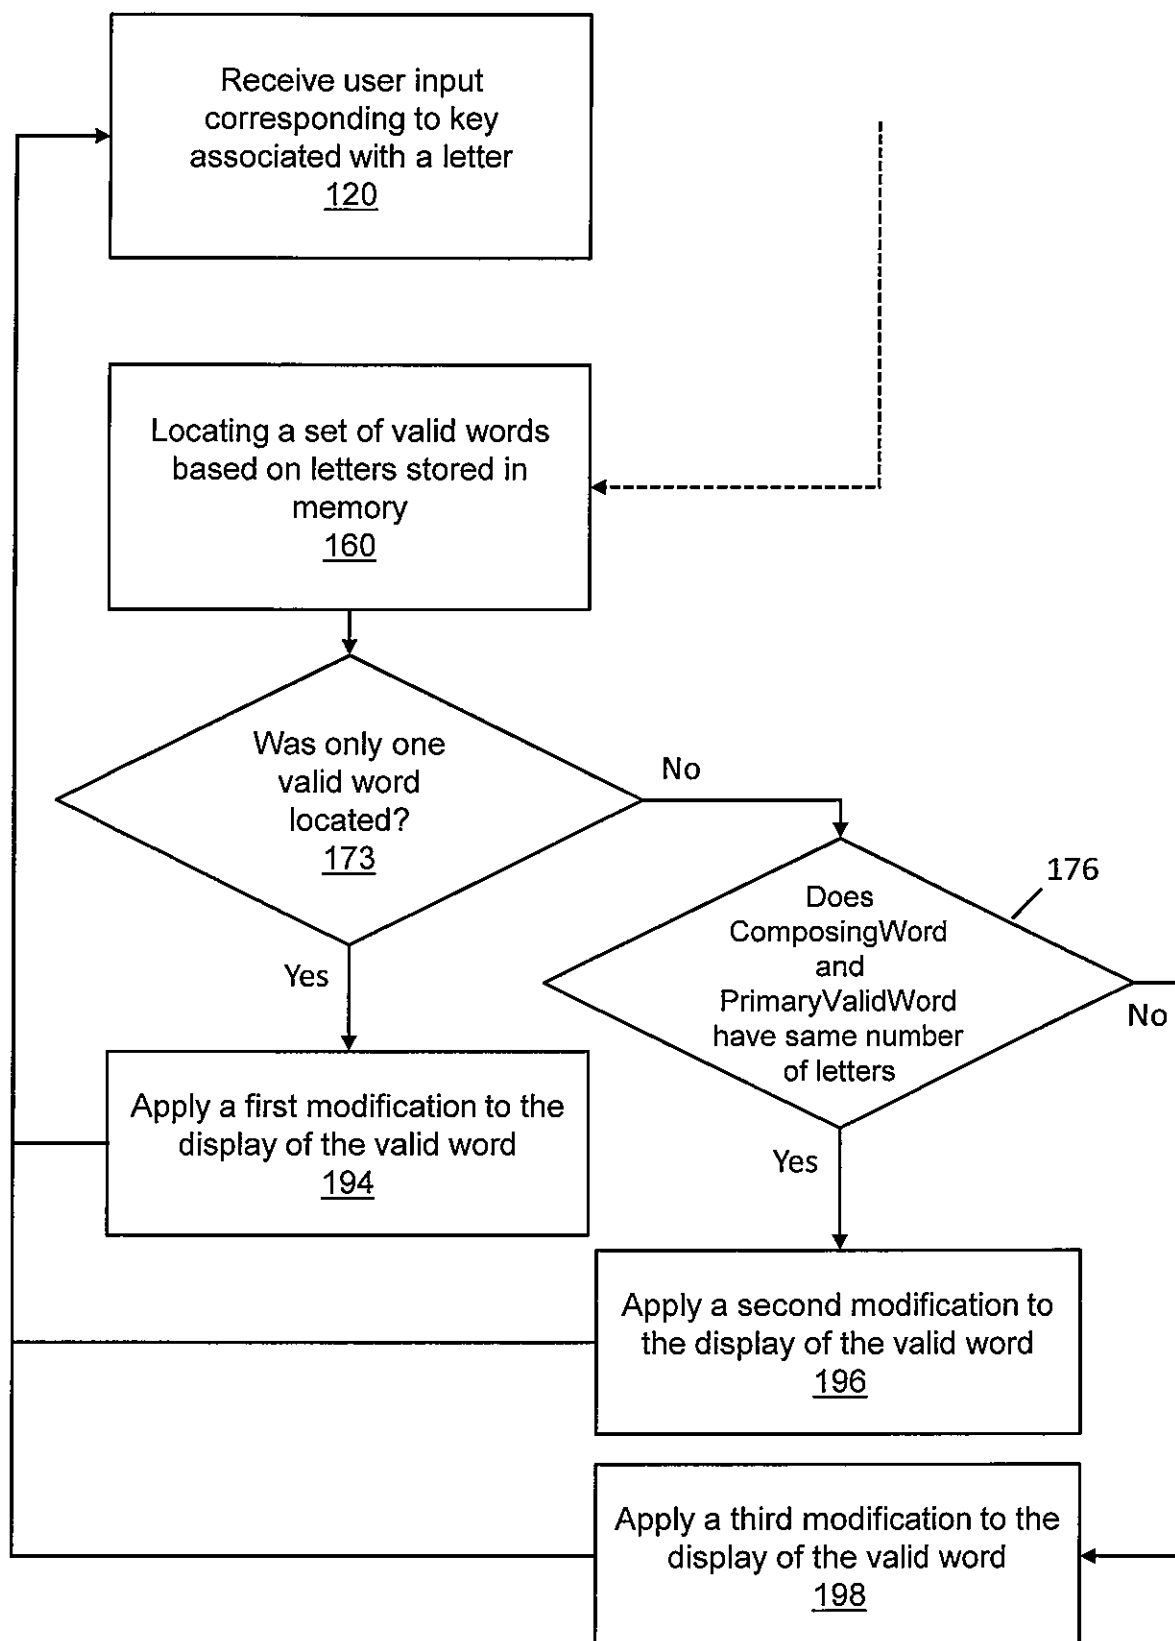 Receive user input
corresponding to key
associated with a letter
120
Locating a set of valid words
based on letters stored in
memory
160
Was only one
valid word
located?
173
No
176
Does
ComposingWord
and
PrimaryValidWord
have same number
of letters
Yes
No
Apply a first modification to the
display of the valid word
194
Yes
Apply a second modification to
the display of the valid word
196
Apply a third modification to the
display of the valid word
198